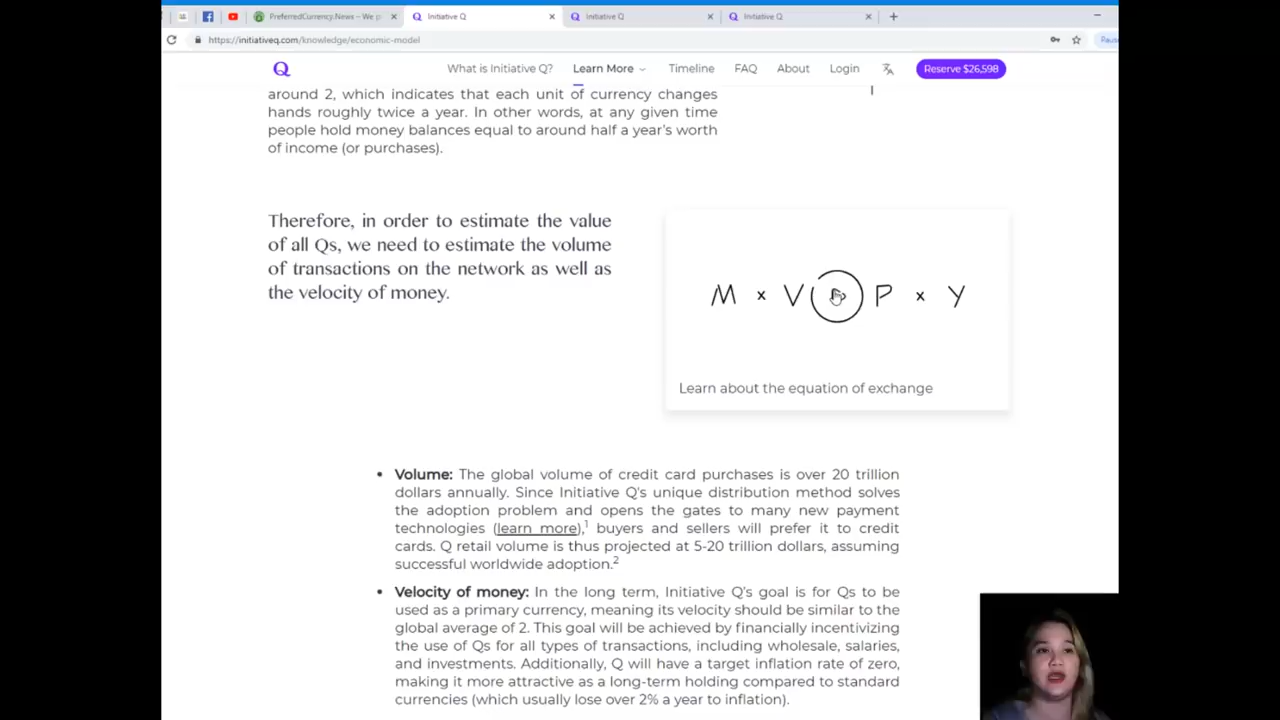 PreferredCurrency.News – We p
Initiative Q
Initiative Q
Initiative Q
https://initiativeq.com/knowledge/economic-model
Paus
Q
What is Initiative Q?
Learn More
Timeline
FAQ
About
Login
Reserve $26,598
around 2, which indicates that each unit of currency changes
hands roughly twice a year. In other words, at any given time
people hold money balances equal to around half a year's worth
of income (or purchases).
Therefore, in order to estimate the value
of all Qs, we need to estimate the volume
of transactions on the network as well as
the velocity of money.
M x V P x Y
Learn about the equation of exchange
• Volume: The global volume of credit card purchases is over 20 trillion
dollars annually. Since Initiative Q's unique distribution method solves
the adoption problem and opens the gates to many new payment
technologies (learn more),1 buyers and sellers will prefer it to credit
cards. Q retail volume is thus projected at 5-20 trillion dollars, assuming
successful worldwide adoption.2
• Velocity of money: In the long term, Initiative Q's goal is for Qs to be
used as a primary currency, meaning its velocity should be similar to the
global average of 2. This goal will be achieved by financially incentivizing
the use of Qs for all types of transactions, including wholesale, salaries,
and investments. Additionally, Q will have a target inflation rate of zero,
making it more attractive as a long-term holding compared to standard
currencies (which usually lose over 2% a year to inflation).